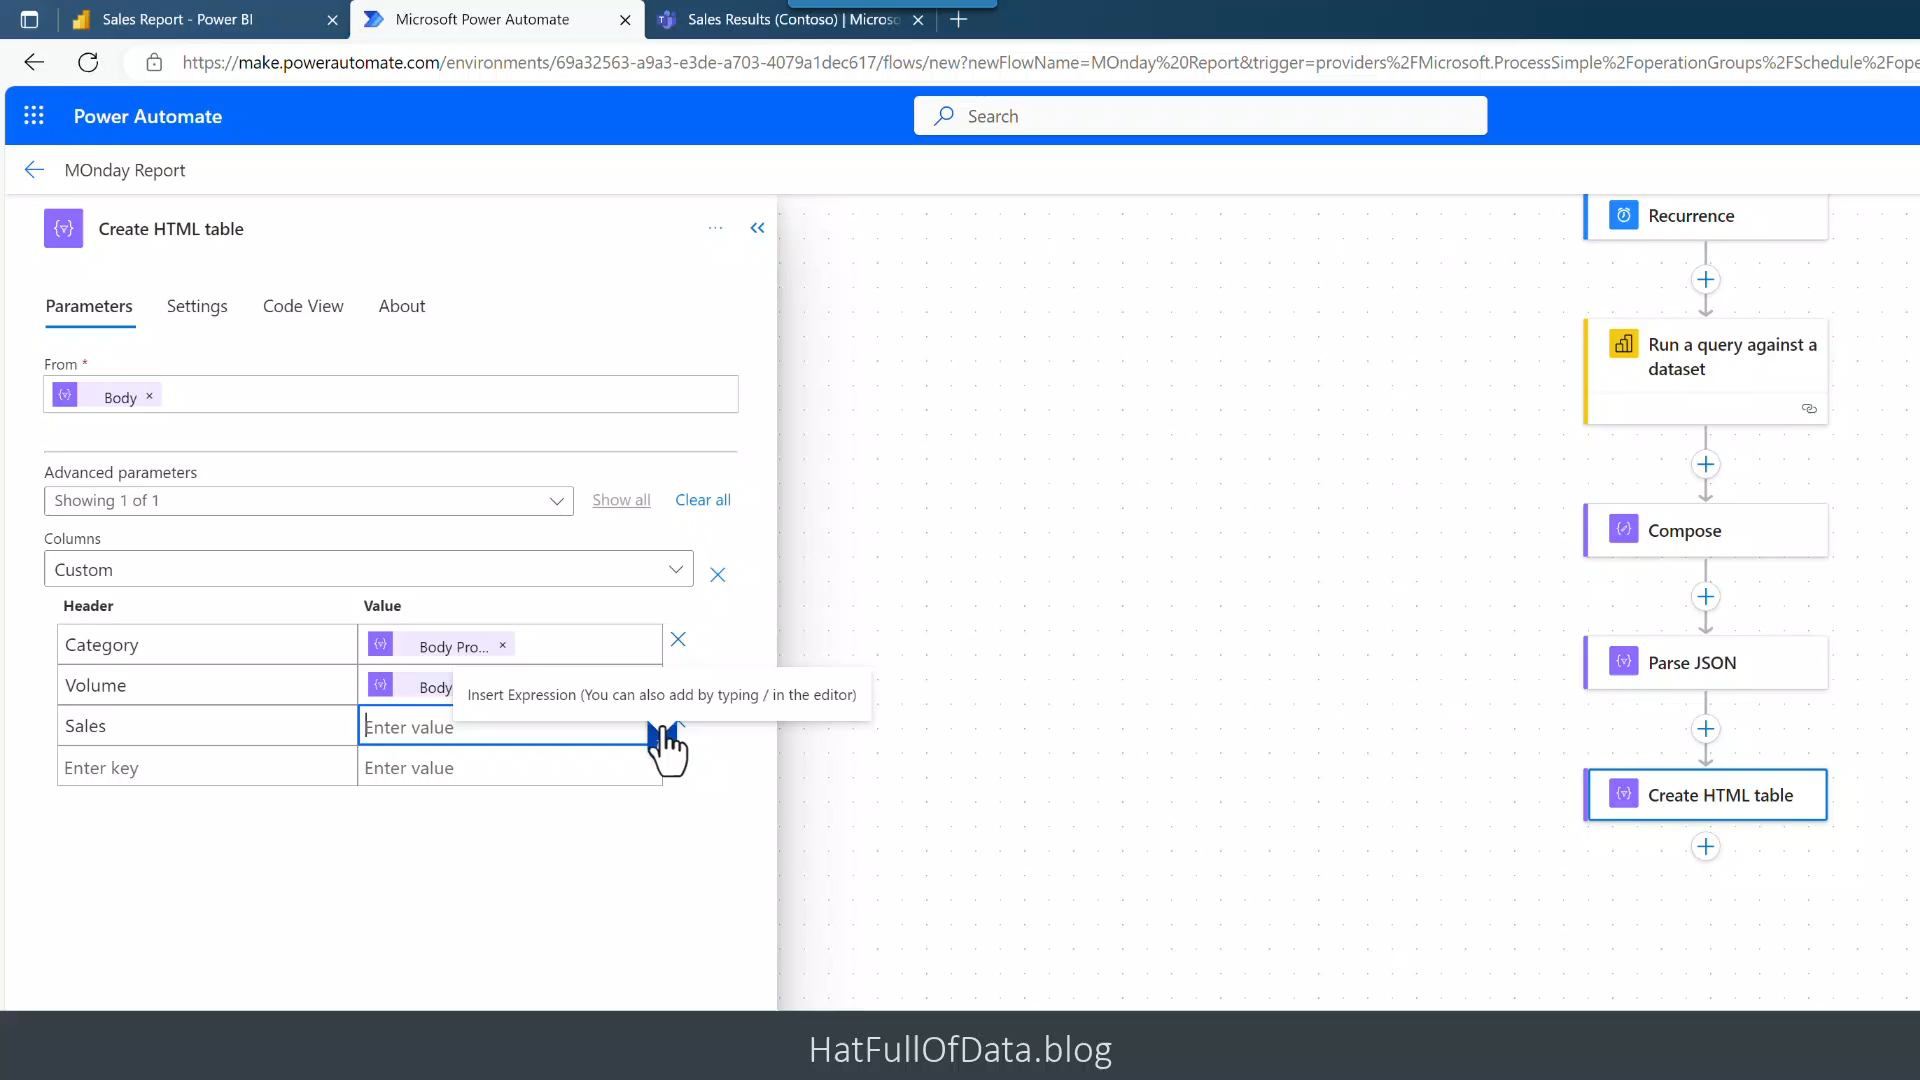 Sales Report - Power BI
Microsoft Power Automate
Sales Results (Contoso) | Microso
https://make.powerautomate.com/environments/69a32563-a9a3-e3de-a703-4079a1dec617/flows/new?newFlowName=MOnday%20Report&trigger=providers%2FMicrosoft.ProcessSimple%2FoperationGroups%2FSchedule%2Fope
Power Automate
Search
MOnday Report
Create HTML table
Parameters
Settings
Code View
About
From *
Body
Advanced parameters
Showing 1 of 1
Show all
Clear all
Columns
Custom
Header
Value
Category
Body Pro...
Volume
Body
Insert Expression (You can also add by typing / in the editor)
Sales
Enter value
Enter key
Enter value
Recurrence
Run a query against a
dataset
Compose
Parse JSON
Create HTML table
HatFullOfData.blog